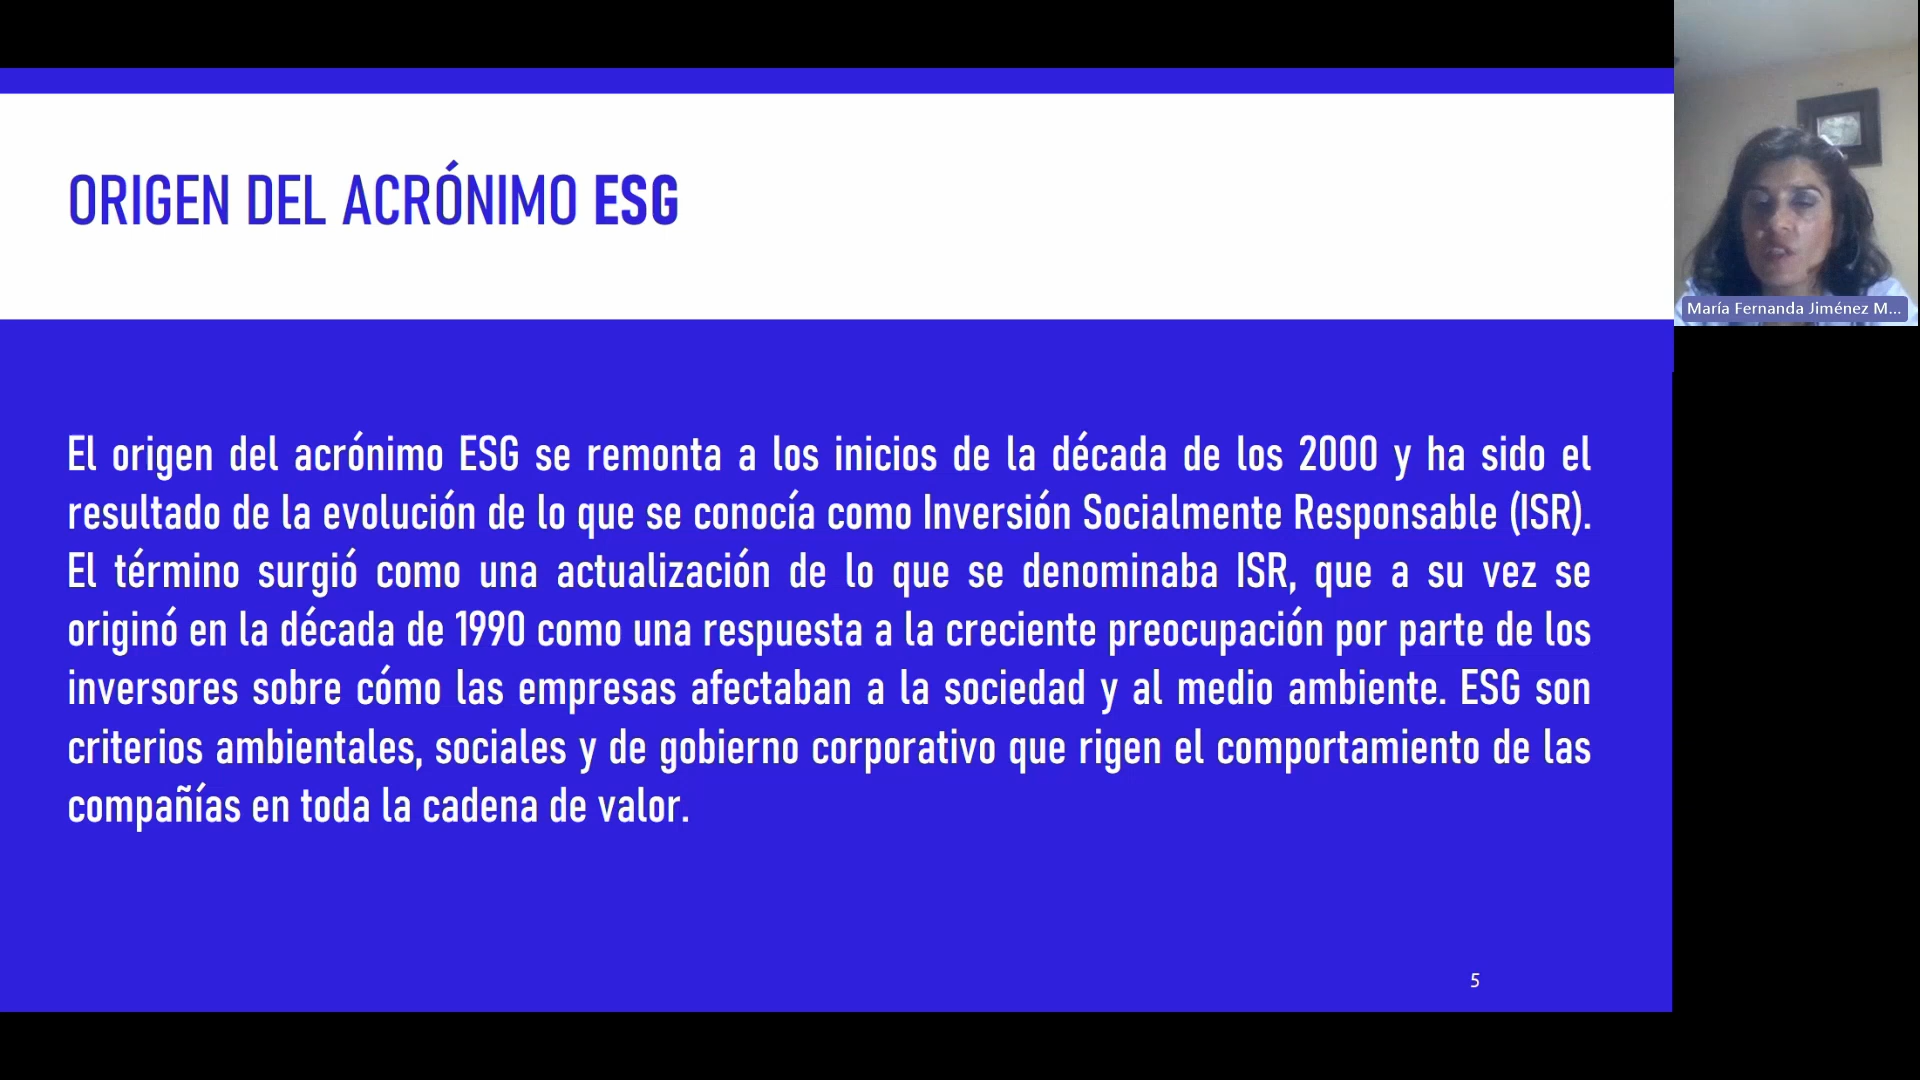 ORIGEN DEL ACRÓNIMO ESG
María Fernanda Jiménez M...
El origen del acrónimo ESG se remonta a los inicios de la década de los 2000 y ha sido el
resultado de la evolución de lo que se conocía como Inversión Socialmente Responsable (ISR).
El término surgió como una actualización de lo que se denominaba ISR, que a su vez se
originó en la década de 1990 como una respuesta a la creciente preocupación por parte de los
inversores sobre cómo las empresas afectaban a la sociedad y al medio ambiente. ESG son
criterios ambientales, sociales y de gobierno corporativo que rigen el comportamiento de las
compañías en toda la cadena de valor.
5